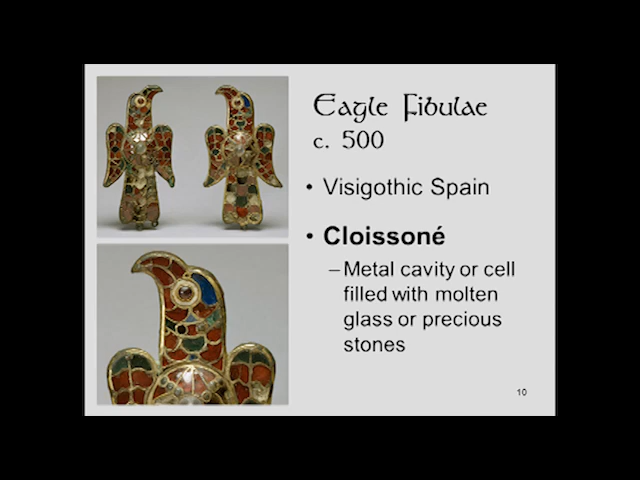 Eagle Fibulae
c. 500
• Visigothic Spain
• Cloissoné
–Metal cavity or cell
filled with molten
glass or precious
stones
10